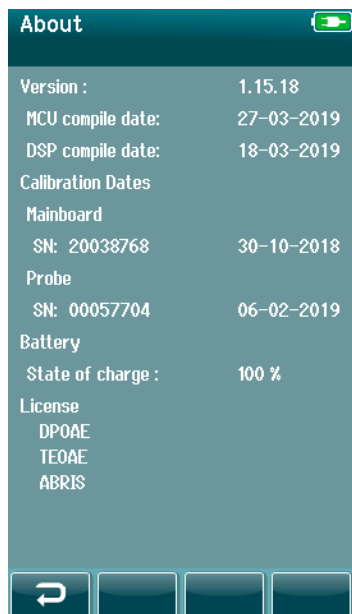 About
Version : 1.15.18
MCU compile date: 27-03-2019
DSP compile date: 18-03-2019
Calibration Dates
Mainboard
SN: 20038768 30-10-2018
Probe
SN: 00057704 06-02-2019
Battery
State of charge : 100 %
License
DPOAE
TEOAE
ABRIS